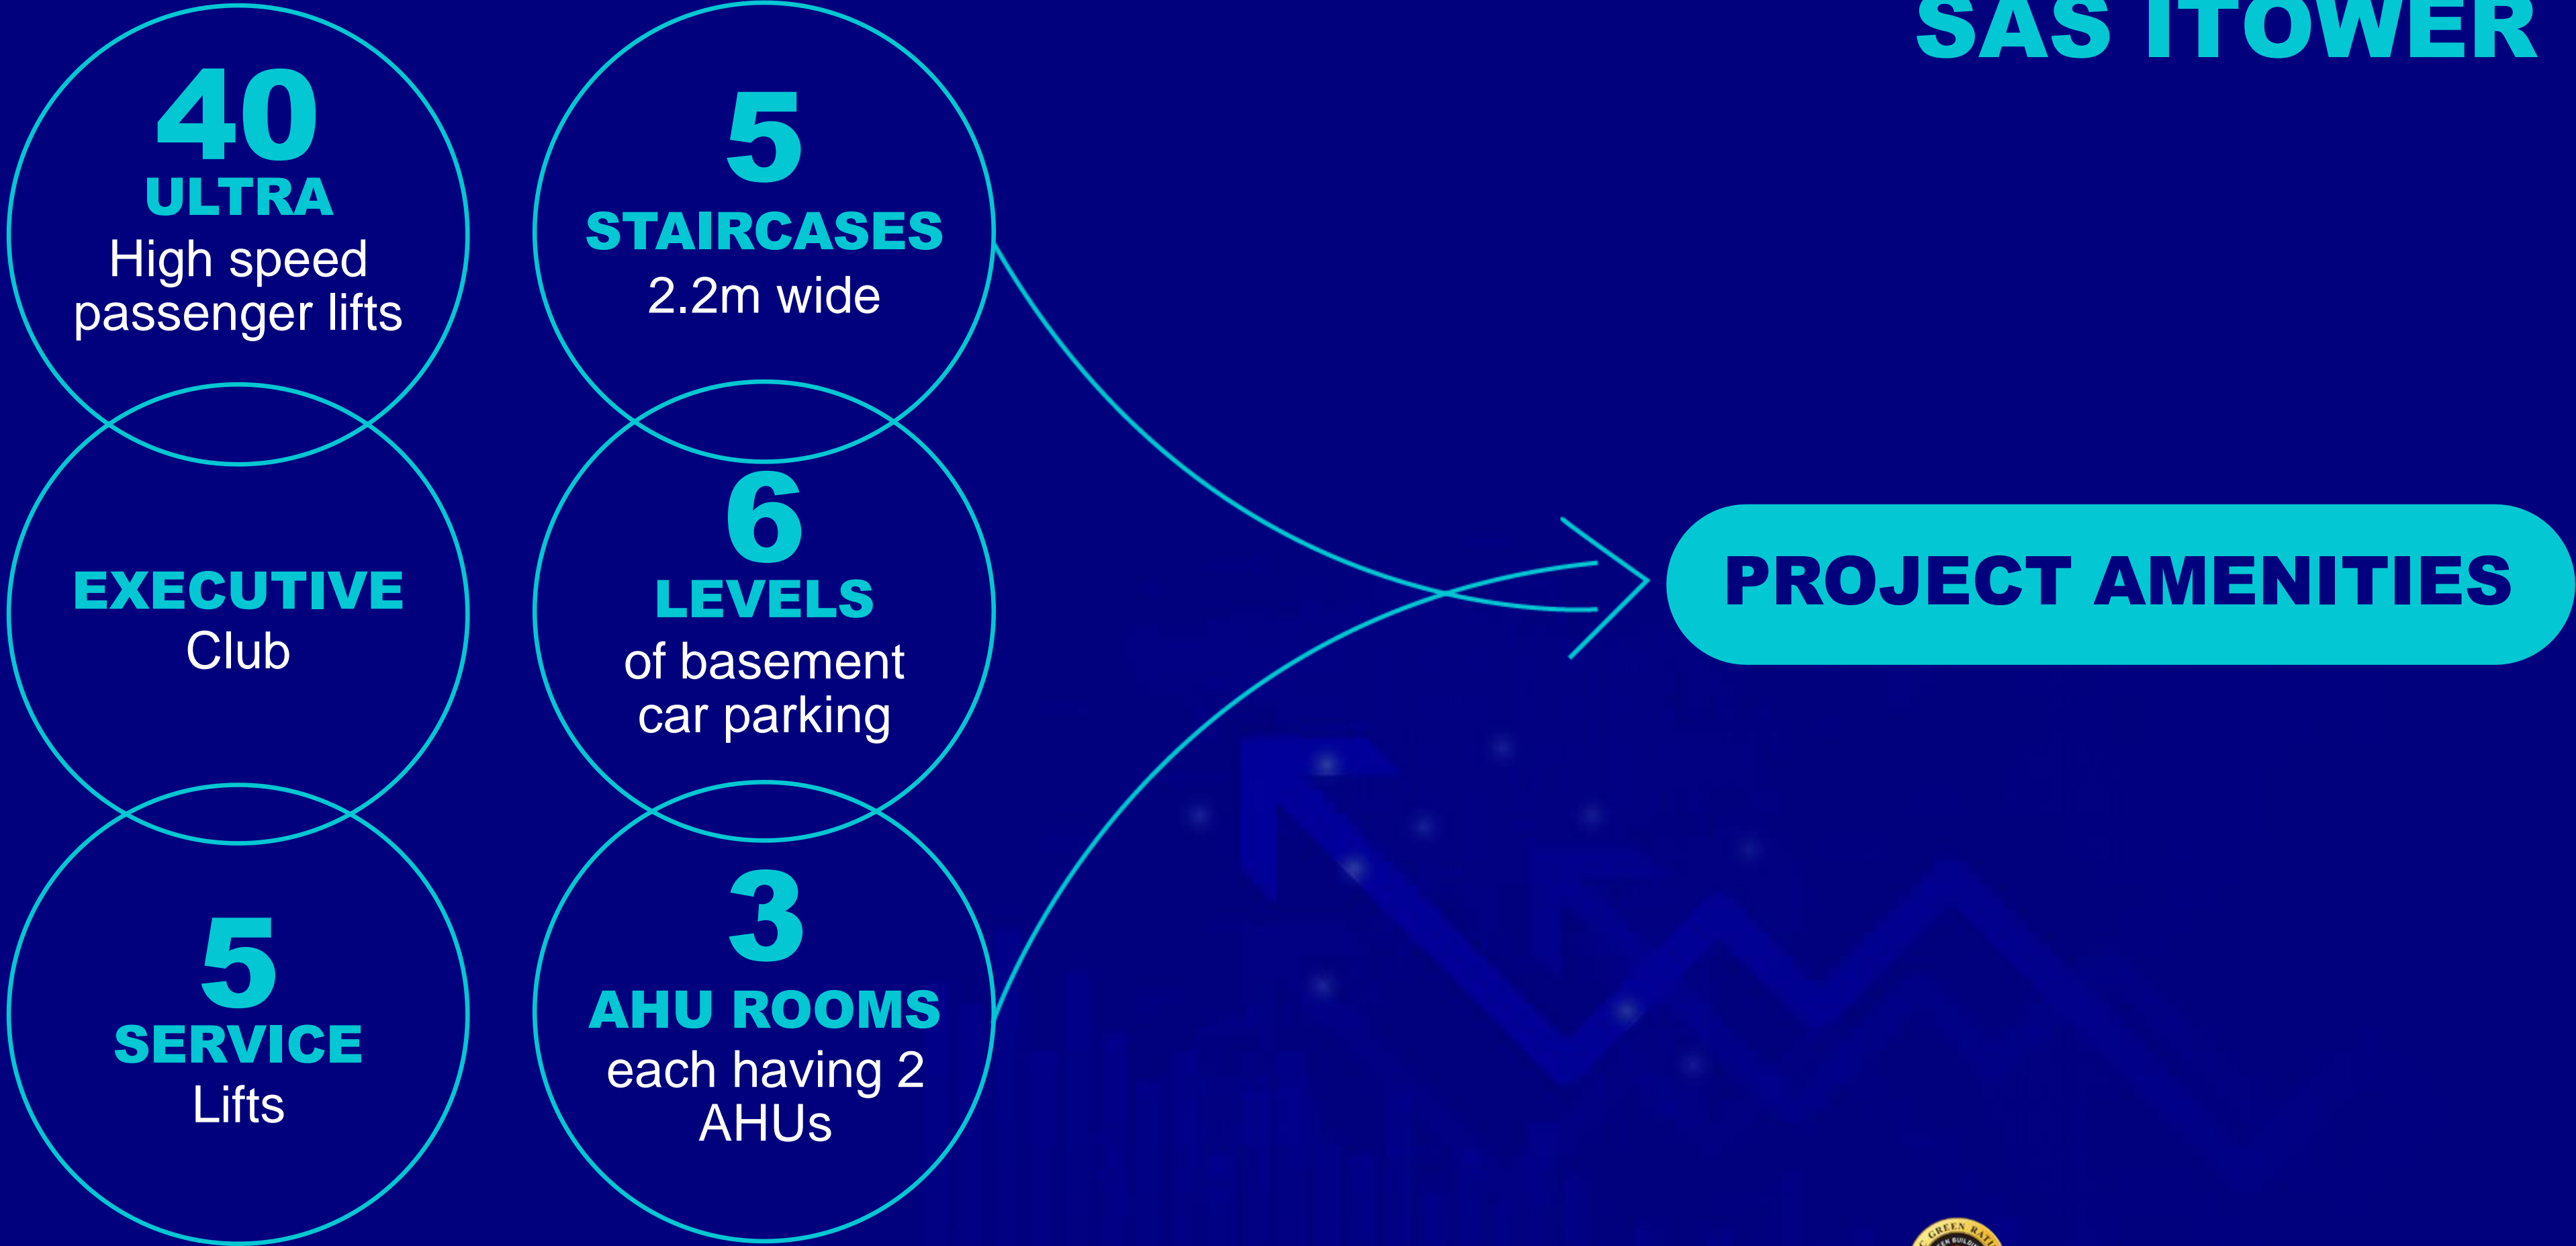 SAS ITOWER
40
ULTRA
High speed
passenger lifts
EXECUTIVE
Club
5
SERVICE
Lifts
5
STAIRCASES
2.2m wide
6
LEVELS
of basement
car parking
3
AHU ROOMS
each having 2
AHUs
PROJECT AMENITIES
GREEN